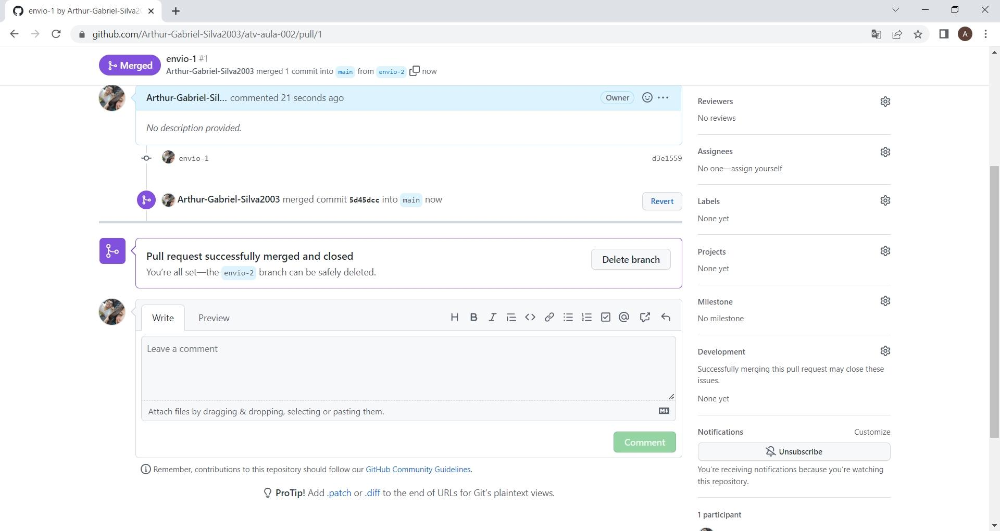 envio-1 by Arthur-Gabriel-Silva20
github.com/Arthur-Gabriel-Silva2003/atv-aula-002/pull/1
A
Merged
envio-1 #1
Arthur-Gabriel-Silva2003 merged 1 commit into main from envio-2 now
Arthur-Gabriel-Sil... commented 21 seconds ago
Owner
No description provided.
envio-1
d3e1559
Arthur-Gabriel-Silva2003 merged commit 5d45dcc into main now
Revert
Pull request successfully merged and closed
You're all set—the envio-2 branch can be safely deleted.
Delete branch
Write
Preview
Leave a comment
Attach files by dragging & dropping, selecting or pasting them.
Comment
Remember, contributions to this repository should follow our GitHub Community Guidelines.
ProTip! Add .patch or .diff to the end of URLs for Git's plaintext views.
Reviewers
No reviews
Assignees
No one—assign yourself
Labels
None yet
Projects
None yet
Milestone
No milestone
Development
Successfully merging this pull request may close these
issues.
None yet
Notifications
Customize
Unsubscribe
You're receiving notifications because you're watching
this repository.
1 participant